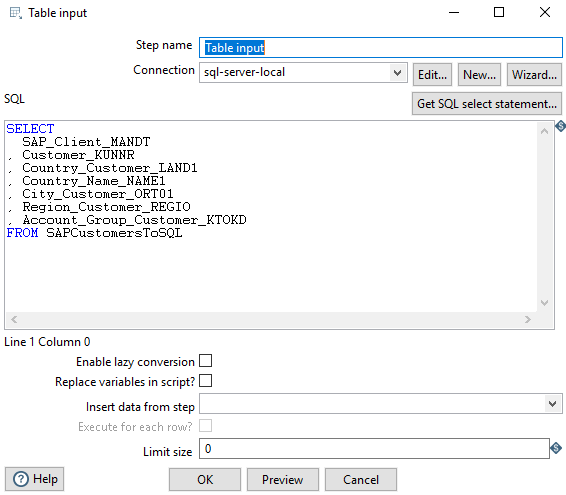 Table input
Step name Table input
Connection sql-server-local Edit... New... Wizard...
SQL Get SQL select statement...
SELECT
  SAP_Client_MANDT
, Customer_KUNNR
, Country_Customer_LAND1
, Country_Name_NAME1
, City_Customer_ORT01
, Region_Customer_REGIO
, Account_Group_Customer_KTOKD
FROM SAPCustomersToSQL
Line 1 Column 0
Enable lazy conversion
Replace variables in script?
Insert data from step
Execute for each row?
Limit size 0
Help OK Preview Cancel